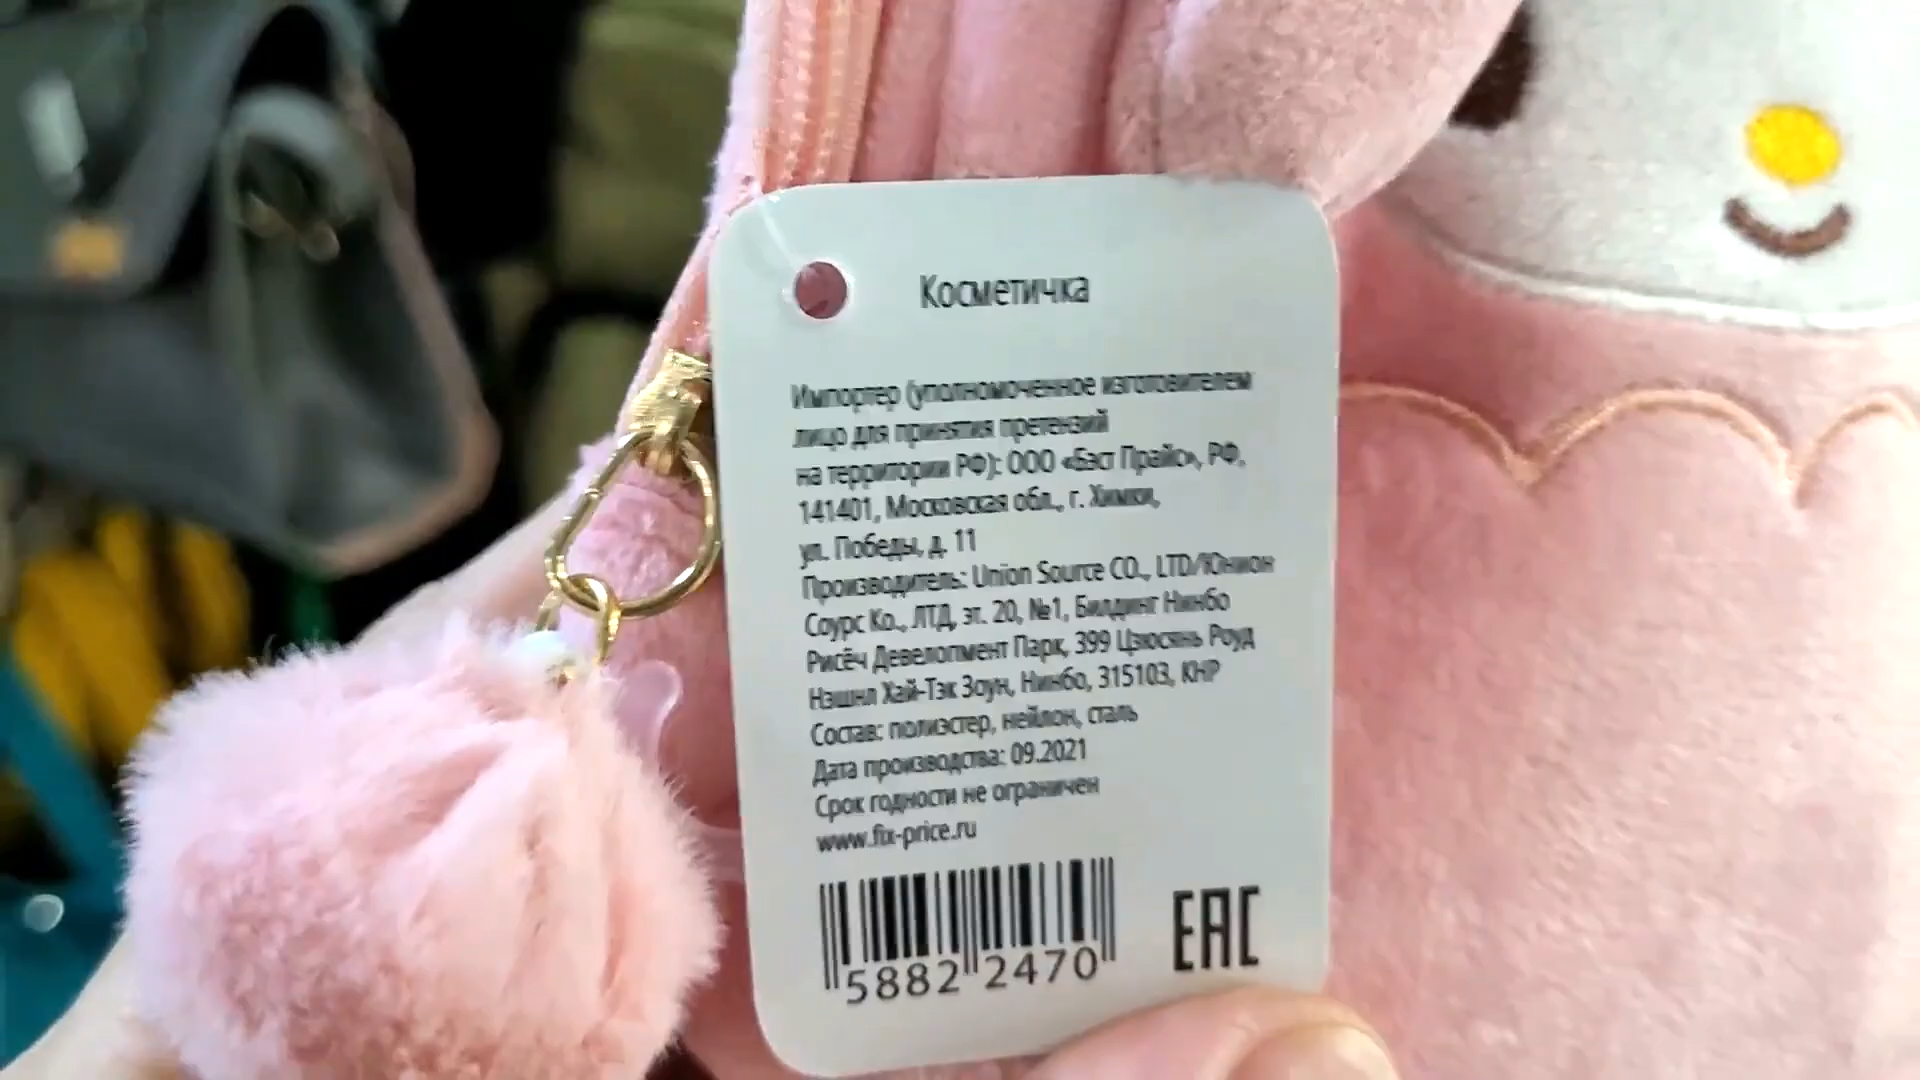 Косметичка
Импортер (уполномоченное изготовителем
лицо для принятия претензий
на территории РФ): ООО «Бэст Прайс», РФ,
141401, Московская обл., г. Химки,
ул. Победы, д. 11
Производитель: Union Source CO., LTD/Юнион
Соурс Ко., ЛТД, эт. 20, №1, Билдинг Нинбо
Рисёч Девелопмент Парк, 399 Цзюсянь Роуд
Нэшнл Хай-Тэк Зоун, Нинбо, 315103, КНР
Состав: полиэстер, нейлон, сталь
Дата производства: 09.2021
Срок годности не ограничен
www.fix-price.ru
5882 2470
EAC